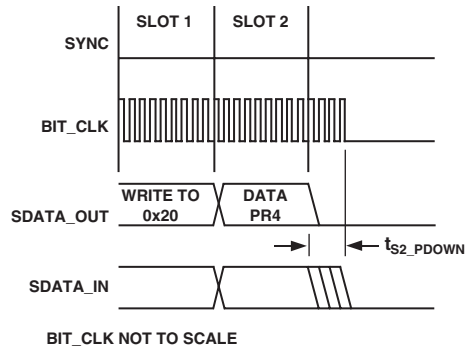 SLOT 1 SLOT 2
SYNC
BIT_CLK
WRITE TO DATA
0x20 PR4
SDATA_OUT
tS2_PDOWN
SDATA_IN
BIT_CLK NOT TO SCALE